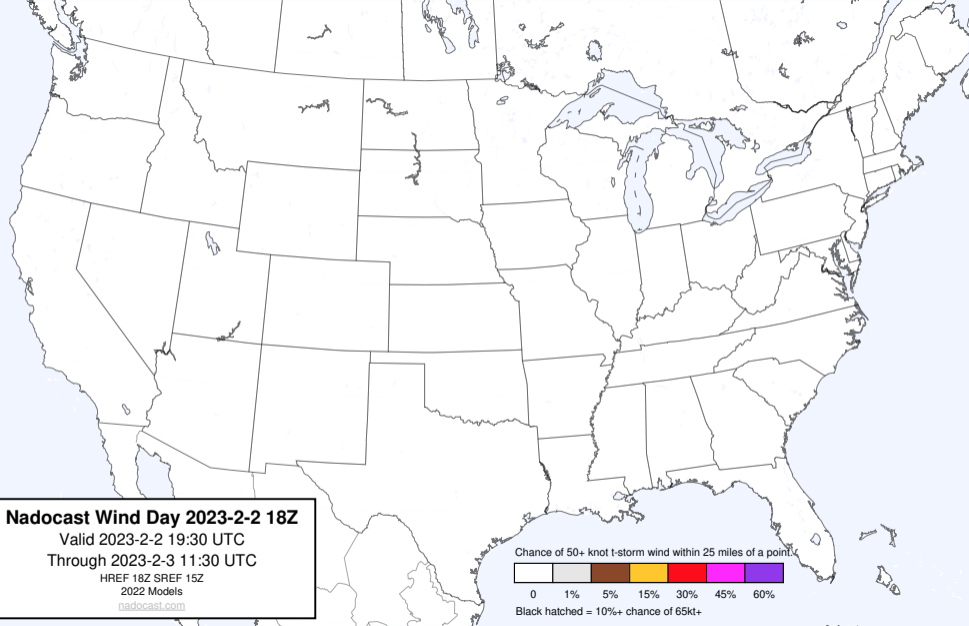 Nadocast Wind Day 2023-2-2 18Z
Valid 2023-2-2 19:30 UTC
Through 2023-2-3 11:30 UTC
HREF 18Z SREF 15Z
2022 Models
nadocast.com
Chance of 50+ knot t-storm wind within 25 miles of a point.
0 1% 5% 15% 30% 45% 60%
Black hatched = 10%+ chance of 65kt+